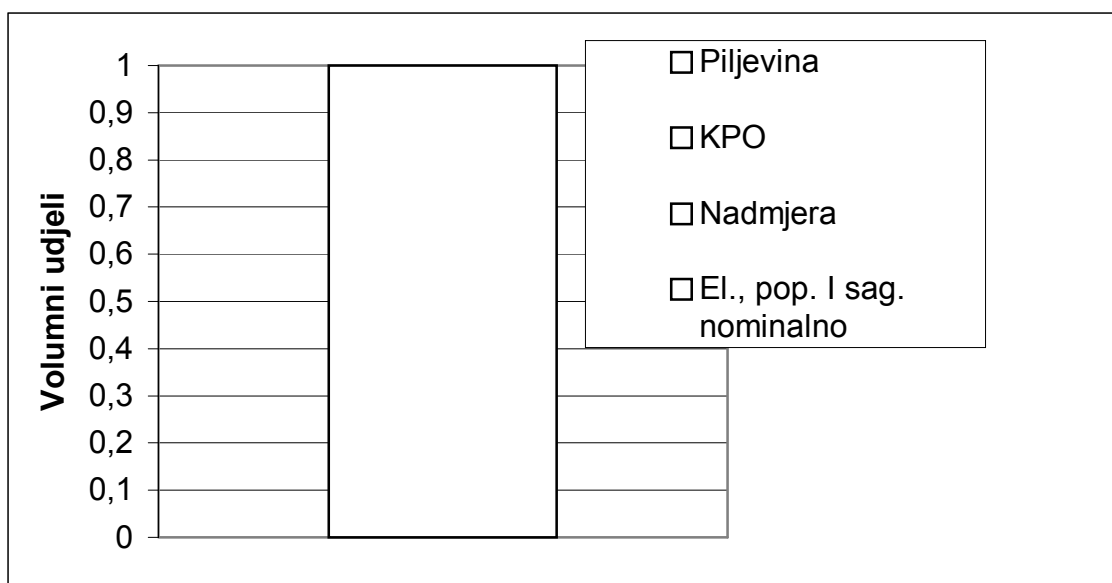 Volumni udjeli
1
0,9
0,8
0,7
0,6
0,5
0,4
0,3
0,2
0,1
0
Piljevina
KPO
Nadmjera
El., pop. I sag.
nominalno